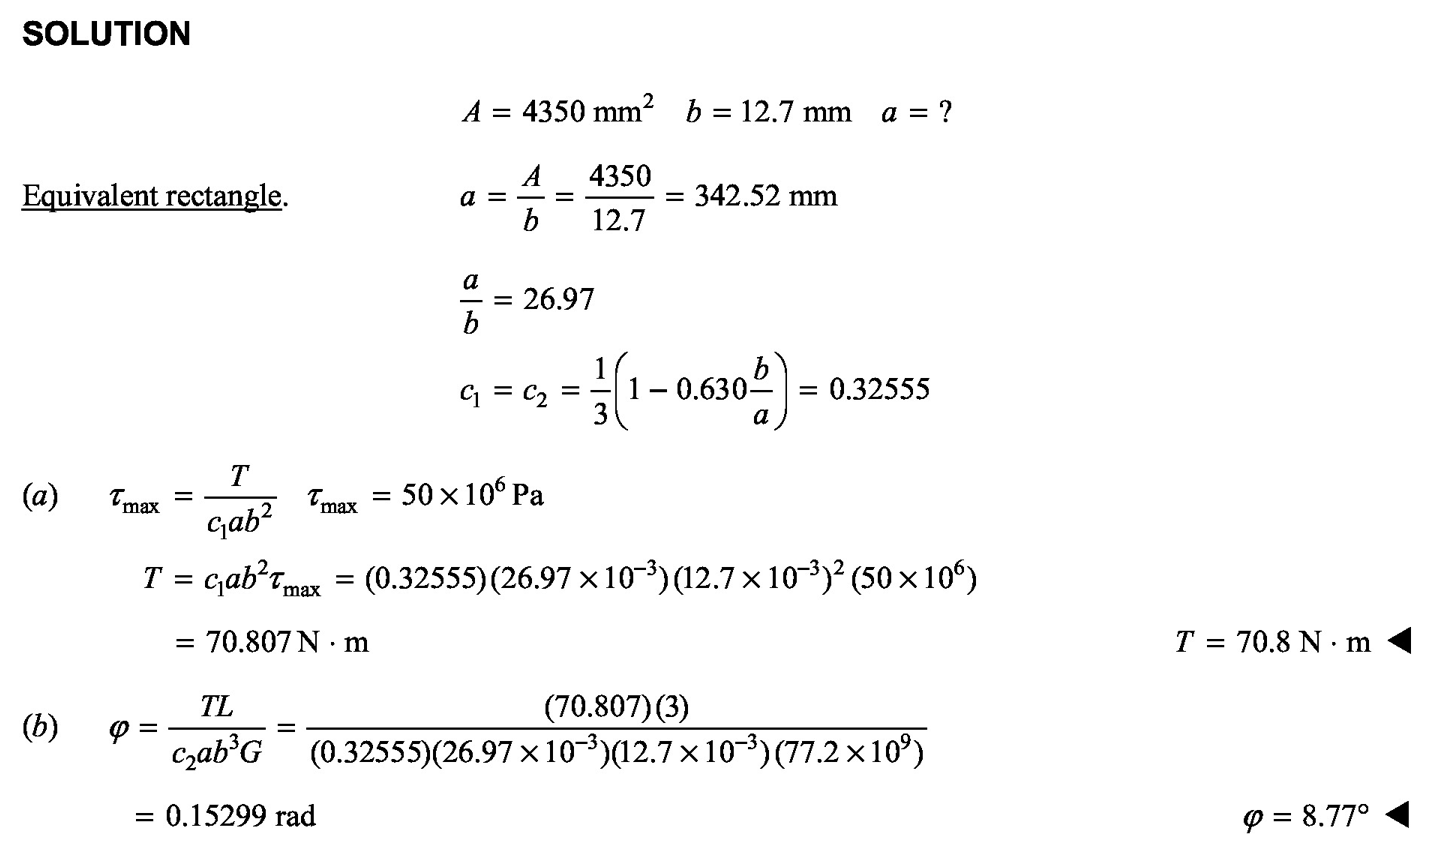 SOLUTION
A = 4350 mm² b = 12.7 mm a = ?
Equivalent rectangle. a = A/b = 4350/12.7 = 342.52 mm
a/b = 26.97
c₁ = c₂ = 1/3(1 − 0.630 b/a) = 0.32555
(a) τmax = T/(c₁ab²) τmax = 50 × 10⁶ Pa
T = c₁ab²τmax = (0.32555)(26.97 × 10⁻³)(12.7 × 10⁻³)²(50 × 10⁶)
= 70.807 N · m T = 70.8 N · m ◀
(b) φ = TL/(c₂ab³G) = (70.807)(3)/((0.32555)(26.97 × 10⁻³)(12.7 × 10⁻³)(77.2 × 10⁹))
= 0.15299 rad φ = 8.77° ◀